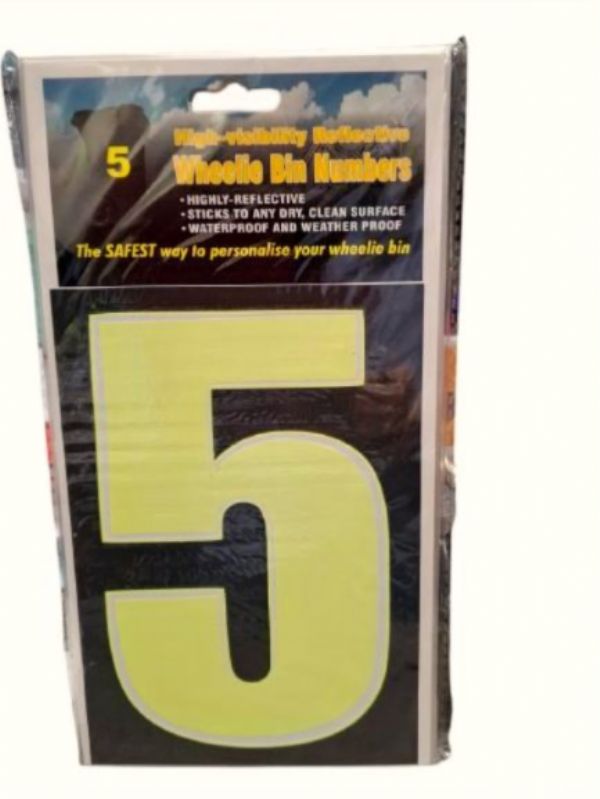 High-visibility Reflective
5
Wheelie Bin Numbers
•HIGHLY-REFLECTIVE
•STICKS TO ANY DRY, CLEAN SURFACE
•WATERPROOF AND WEATHER PROOF
The SAFEST way to personalise your wheelie bin
5